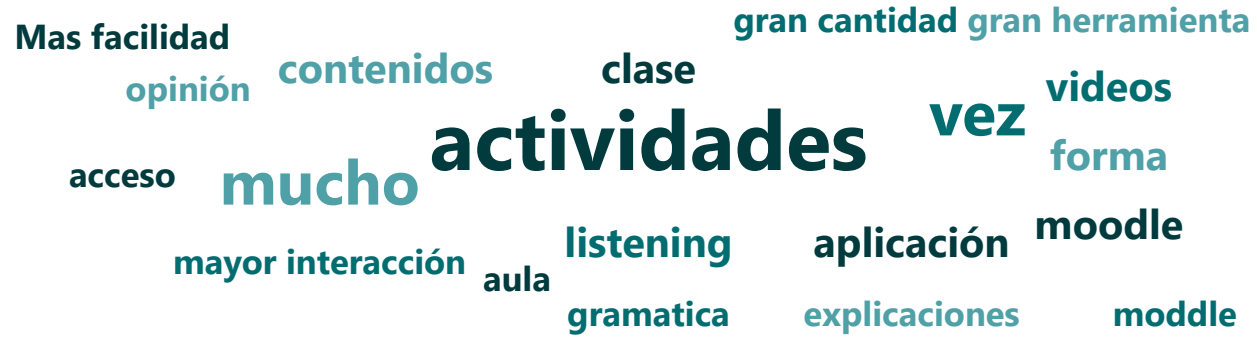 gran cantidad gran herramienta
Mas facilidad
contenidos clase
opinión videos
vez
actividades
forma
acceso mucho
moodle
listening aplicación
mayor interacción
aula
gramatica explicaciones moddle